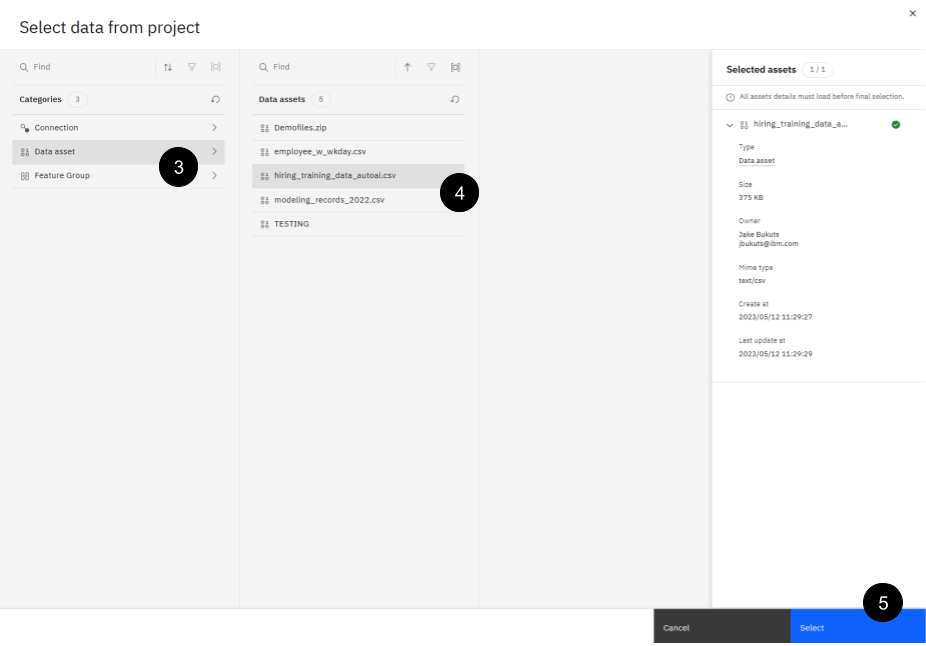 Select data from project
Find
Categories 3
Connection
Data asset
Feature Group
3
Find
Data assets 5
Demofiles.zip
employee_w_wkday.csv
hiring_training_data_autoai.csv
modeling_records_2022.csv
TESTING
4
Selected assets 1 / 1
All assets details must load before final selection.
hiring_training_data_a...
Type
Data asset
Size
375 KB
Owner
Jake Bukuts
jbukuts@ibm.com
Mime type
text/csv
Create at
2023/05/12 11:29:27
Last update at
2023/05/12 11:29:29
5
Cancel
Select